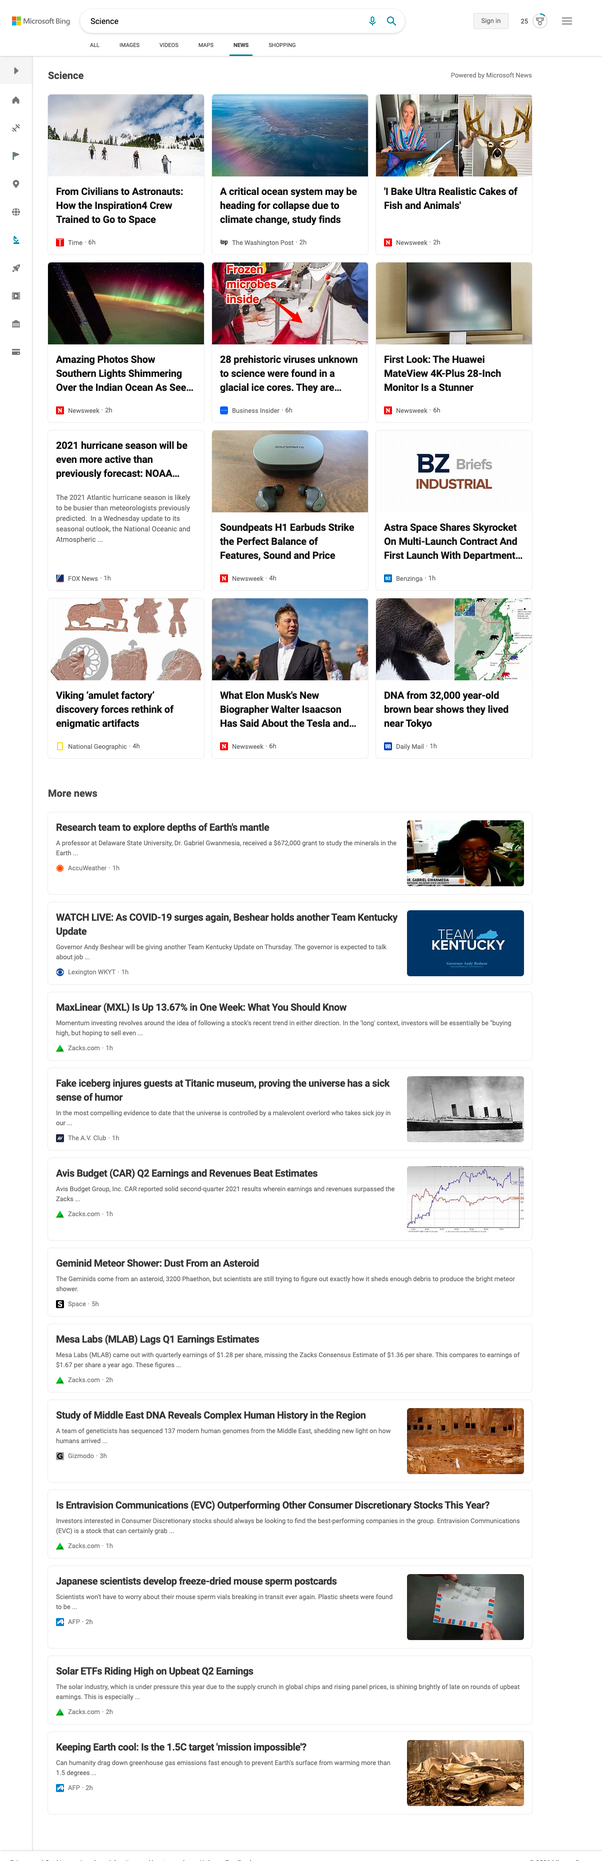 Microsoft Bing
Science
Sign in
25
ALL
IMAGES
VIDEOS
MAPS
NEWS
SHOPPING
Science
Powered by Microsoft News
From Civilians to Astronauts:
How the Inspiration4 Crew
Trained to Go to Space
Time · 6h
A critical ocean system may be
heading for collapse due to
climate change, study finds
The Washington Post · 2h
'I Bake Ultra Realistic Cakes of
Fish and Animals'
Newsweek · 2h
Amazing Photos Show
Southern Lights Shimmering
Over the Indian Ocean As See...
Newsweek · 2h
Frozen
microbes
inside
28 prehistoric viruses unknown
to science were found in a
glacial ice cores. They are...
Business Insider · 6h
First Look: The Huawei
MateView 4K-Plus 28-Inch
Monitor Is a Stunner
Newsweek · 6h
2021 hurricane season will be
even more active than
previously forecast: NOAA...
The 2021 Atlantic hurricane season is likely
to be busier than meteorologists previously
predicted. In a Wednesday update to its
seasonal outlook, the National Oceanic and
Atmospheric ...
FOX News · 1h
Soundpeats H1 Earbuds Strike
the Perfect Balance of
Features, Sound and Price
Newsweek · 4h
BZ Briefs
INDUSTRIAL
Astra Space Shares Skyrocket
On Multi-Launch Contract And
First Launch With Department...
Benzinga · 1h
Viking 'amulet factory'
discovery forces rethink of
enigmatic artifacts
National Geographic · 4h
What Elon Musk's New
Biographer Walter Isaacson
Has Said About the Tesla and...
Newsweek · 6h
DNA from 32,000 year-old
brown bear shows they lived
near Tokyo
Daily Mail · 1h
More news
Research team to explore depths of Earth's mantle
A professor at Delaware State University, Dr. Gabriel Gwanmesia, received a $672,000 grant to study the minerals in the
Earth ...
AccuWeather · 1h
DR. GABRIEL GWANMESIA
WATCH LIVE: As COVID-19 surges again, Beshear holds another Team Kentucky
Update
Governor Andy Beshear will be giving another Team Kentucky Update on Thursday. The governor is expected to talk
about job ...
Lexington WKYT · 1h
TEAM
KENTUCKY
Governor Andy Beshear
MaxLinear (MXL) Is Up 13.67% in One Week: What You Should Know
Momentum investing revolves around the idea of following a stock's recent trend in either direction. In the 'long' context, investors will be essentially be "buying
high, but hoping to sell even ...
Zacks.com · 1h
Fake iceberg injures guests at Titanic museum, proving the universe has a sick
sense of humor
In the most compelling evidence to date that the universe is controlled by a malevolent overlord who takes sick joy in
our ...
The A.V. Club · 1h
Avis Budget (CAR) Q2 Earnings and Revenues Beat Estimates
Avis Budget Group, Inc. CAR reported solid second-quarter 2021 results wherein earnings and revenues surpassed the
Zacks ...
Zacks.com · 1h
Geminid Meteor Shower: Dust From an Asteroid
The Geminids come from an asteroid, 3200 Phaethon, but scientists are still trying to figure out exactly how it sheds enough debris to produce the bright meteor
shower.
Space · 5h
Mesa Labs (MLAB) Lags Q1 Earnings Estimates
Mesa Labs (MLAB) came out with quarterly earnings of $1.28 per share, missing the Zacks Consensus Estimate of $1.36 per share. This compares to earnings of
$1.67 per share a year ago. These figures ...
Zacks.com · 2h
Study of Middle East DNA Reveals Complex Human History in the Region
A team of geneticists has sequenced 137 modern human genomes from the Middle East, shedding new light on how
humans arrived ...
Gizmodo · 3h
Is Entravision Communications (EVC) Outperforming Other Consumer Discretionary Stocks This Year?
Investors interested in Consumer Discretionary stocks should always be looking to find the best-performing companies in the group. Entravision Communications
(EVC) is a stock that can certainly grab ...
Zacks.com · 1h
Japanese scientists develop freeze-dried mouse sperm postcards
Scientists won't have to worry about their mouse sperm vials breaking in transit ever again. Plastic sheets were found
to be ...
AFP · 2h
Solar ETFs Riding High on Upbeat Q2 Earnings
The solar industry, which is under pressure this year due to the supply crunch in global chips and rising panel prices, is shining brightly of late on rounds of upbeat
earnings. This is especially ...
Zacks.com · 2h
Keeping Earth cool: Is the 1.5C target 'mission impossible'?
Can humanity drag down greenhouse gas emissions fast enough to prevent Earth's surface from warming more than
1.5 degrees ...
AFP · 2h